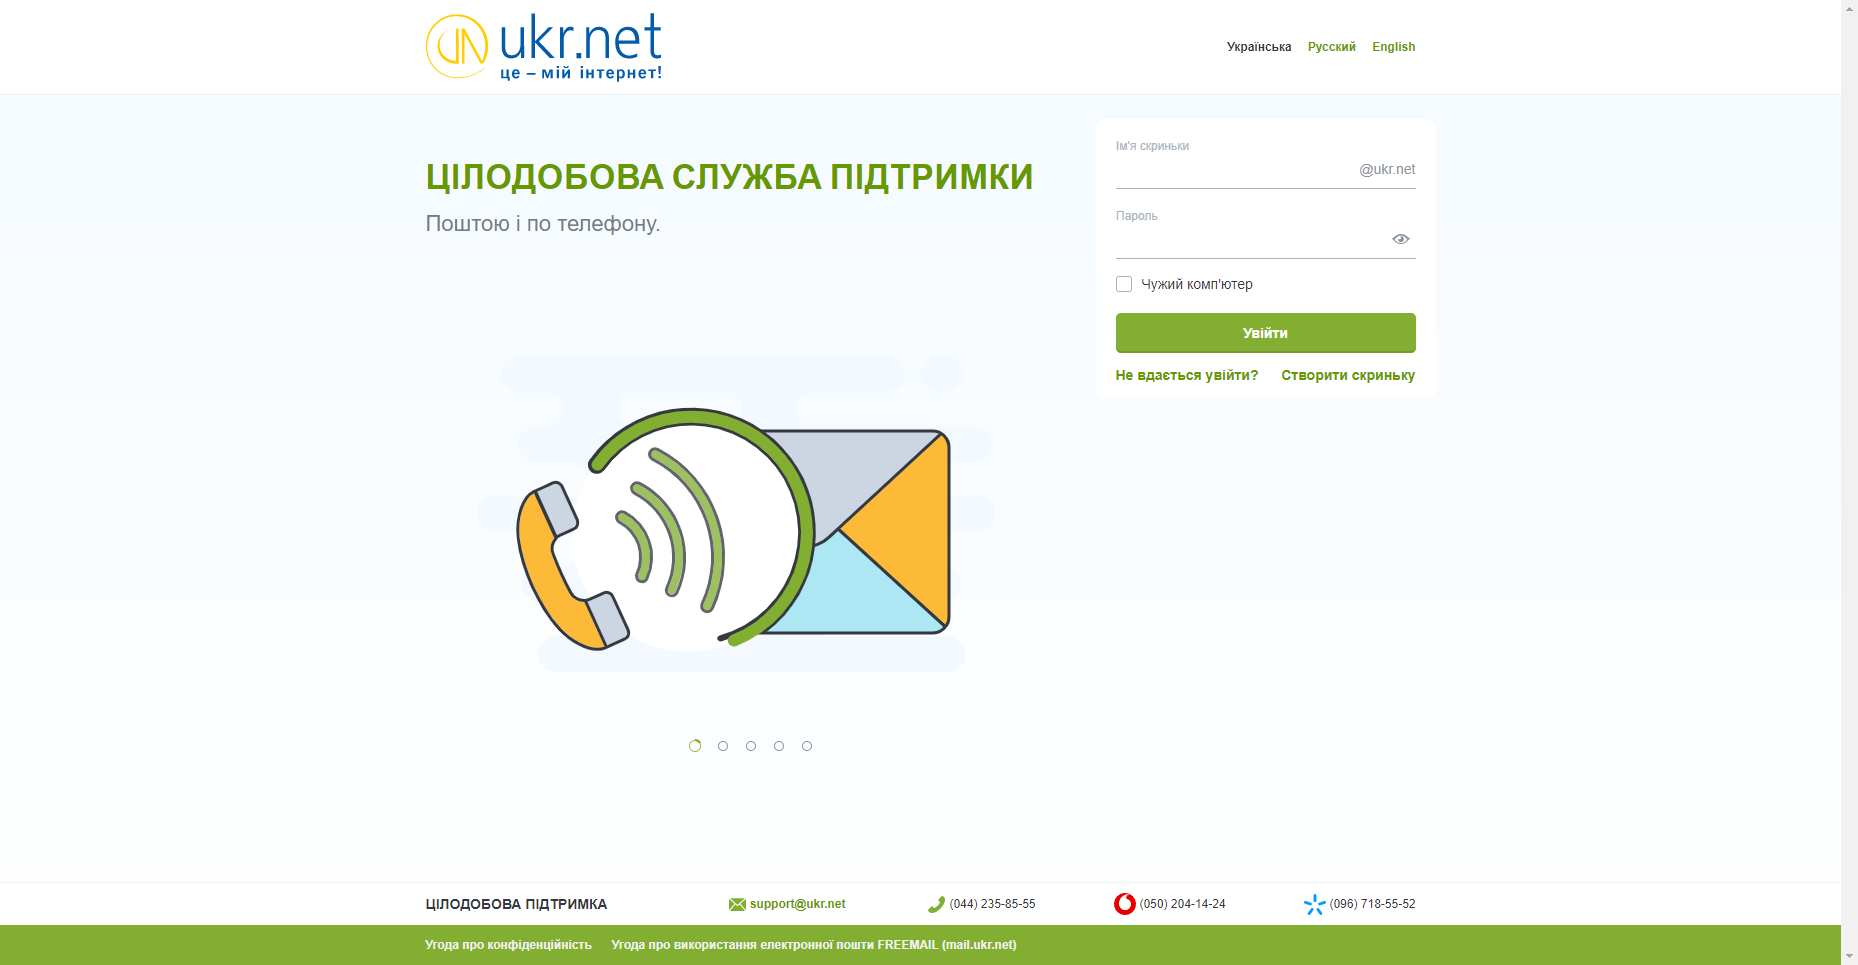 ukr.net
це – мій інтернет!
Українська Русский English
ЦІЛОДОБОВА СЛУЖБА ПІДТРИМКИ
Поштою і по телефону.
Ім'я скриньки
@ukr.net
Пароль
Чужий комп'ютер
Увійти
Не вдається увійти? Створити скриньку
ЦІЛОДОБОВА ПІДТРИМКА support@ukr.net (044) 235-85-55 (050) 204-14-24 (096) 718-55-52
Угода про конфіденційність Угода про використання електронної пошти FREEMAIL (mail.ukr.net)